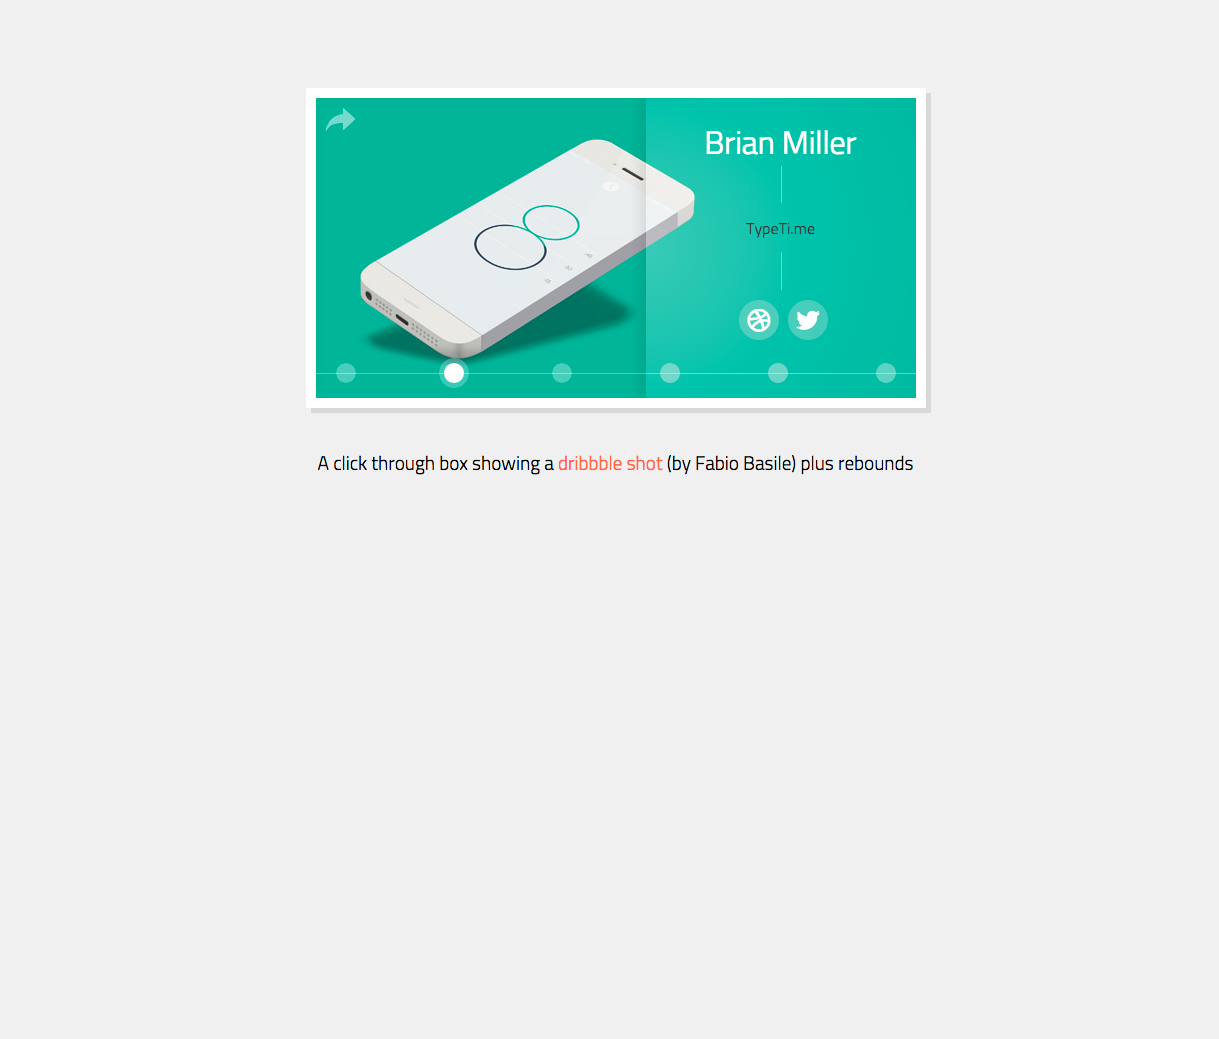 Brian Miller
TypeTi.me
A click through box showing a dribbble shot (by Fabio Basile) plus rebounds